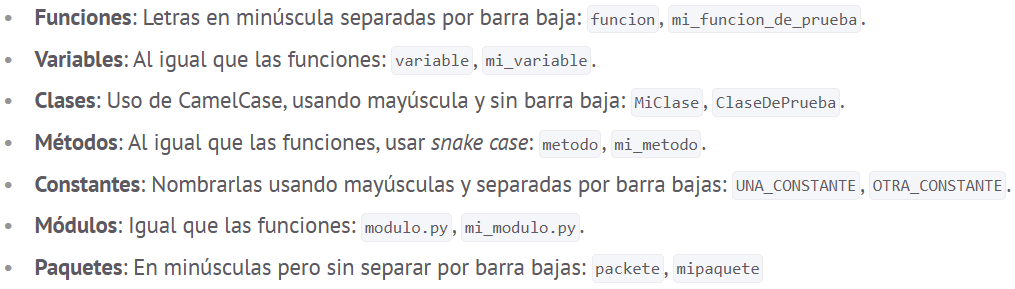 • Funciones: Letras en minúscula separadas por barra baja: funcion, mi_funcion_de_prueba.
• Variables: Al igual que las funciones: variable, mi_variable.
• Clases: Uso de CamelCase, usando mayúscula y sin barra baja: MiClase, ClaseDePrueba.
• Métodos: Al igual que las funciones, usar snake case: metodo, mi_metodo.
• Constantes: Nombrarlas usando mayúsculas y separadas por barra bajas: UNA_CONSTANTE, OTRA_CONSTANTE.
• Módulos: Igual que las funciones: modulo.py, mi_modulo.py.
• Paquetes: En minúsculas pero sin separar por barra bajas: packete, mipaquete